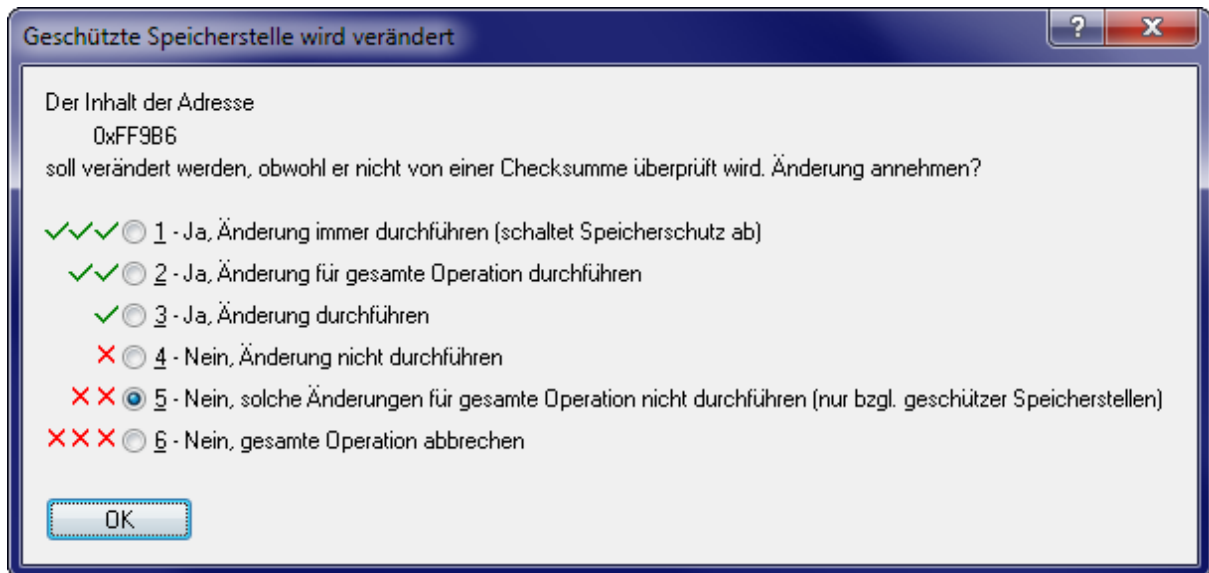 Geschützte Speicherstelle wird verändert
?
Der Inhalt der Adresse
0xFF9B6
soll verändert werden, obwohl er nicht von einer Checksumme überprüft wird. Änderung annehmen?
1 - Ja, Änderung immer durchführen (schaltet Speicherschutz ab)
2 - Ja, Änderung für gesamte Operation durchführen
3 - Ja, Änderung durchführen
4 - Nein, Änderung nicht durchführen
5 - Nein, solche Änderungen für gesamte Operation nicht durchführen (nur bzgl. geschützer Speicherstellen)
6 - Nein, gesamte Operation abbrechen
OK